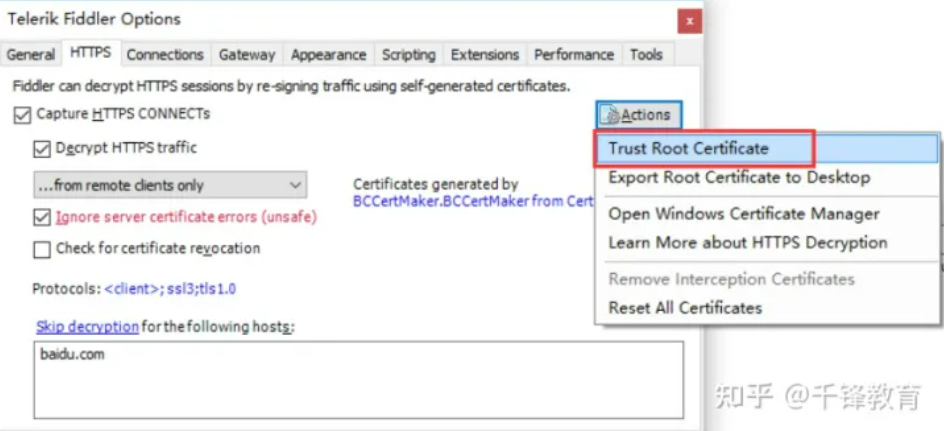 Telerik Fiddler Options
x
General HTTPS Connections Gateway Appearance Scripting Extensions Performance Tools
Fiddler can decrypt HTTPS sessions by re-signing traffic using self-generated certificates.
Capture HTTPS CONNECTs
Actions
Decrypt HTTPS traffic
Trust Root Certificate
...from remote clients only
Certificates generated by
Export Root Certificate to Desktop
BCCertMaker.BCCertMaker from Cert
Ignore server certificate errors (unsafe)
Open Windows Certificate Manager
Check for certificate revocation
Learn More about HTTPS Decryption
Protocols: <client>; ssl3;tls1.0
Remove Interception Certificates
Reset All Certificates
Skip decryption for the following hosts:
baidu.com
知乎 @千锋教育